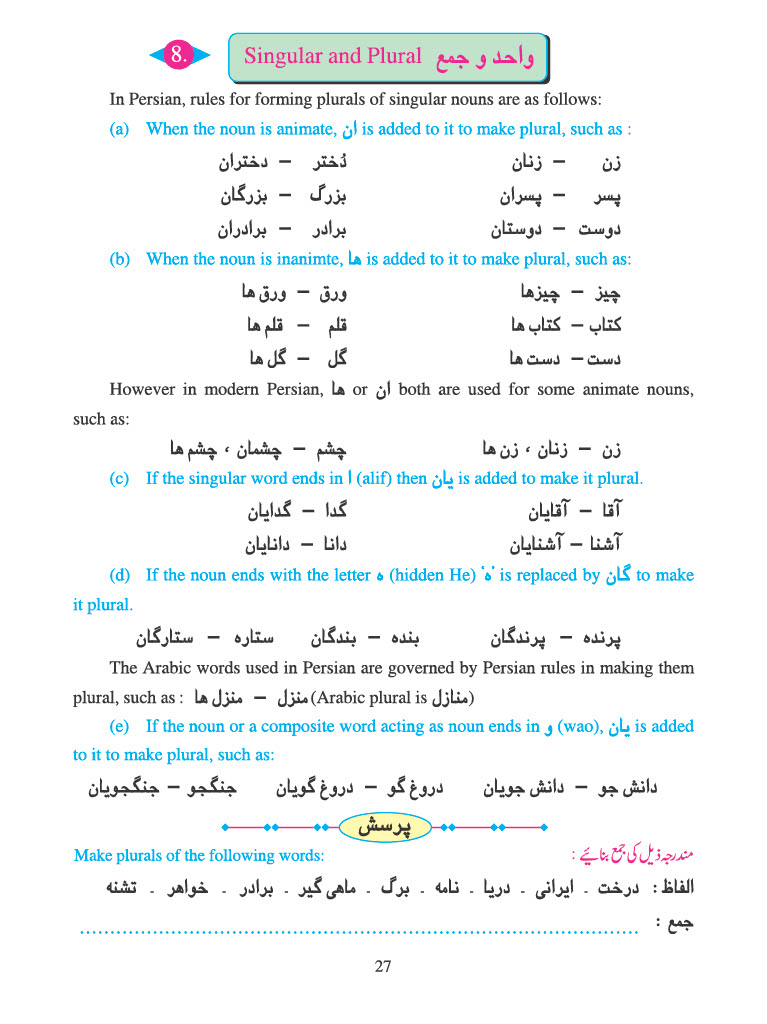 8.
Singular and Plural واحد و جمع
In Persian, rules for forming plurals of singular nouns are as follows:
(a) When the noun is animate, ان is added to it to make plural, such as :
زن – زنان دُختر – دختران
پسر – پسران بزرگ – بزرگان
دوست – دوستان برادر – برادران
(b) When the noun is inanimte, ها is added to it to make plural, such as:
چیز – چیزها ورق – ورق ها
کتاب – کتاب ها قلم – قلم ها
دست – دست ها گل – گل ها
However in modern Persian, ها or ان both are used for some animate nouns,
such as:
زن – زنان ، زن ها چشم – چشمان ، چشم ها
(c) If the singular word ends in ا (alif) then یان is added to make it plural.
آقا – آقایان گدا – گدایان
آشنا – آشنایان دانا – دانایان
(d) If the noun ends with the letter ه (hidden He) 'ه' is replaced by گان to make
it plural.
پرنده – پرندگان بنده – بندگان ستاره – ستارگان
The Arabic words used in Persian are governed by Persian rules in making them
plural, such as : منزل – منزل ها (Arabic plural is منازل)
(e) If the noun or a composite word acting as noun ends in و (wao), یان is added
to it to make plural, such as:
دانش جو – دانش جویان دروغ گو – دروغ گویان جنگجو – جنگجویان
پرسش
Make plurals of the following words: مندرجہ ذیل کی جمع بنائیے :
الفاظ : درخت ۔ ایرانی ۔ دریا ۔ نامه ۔ برگ ۔ ماهی گیر ۔ برادر ۔ خواهر ۔ تشنه
جمع : ............................................................................................
27